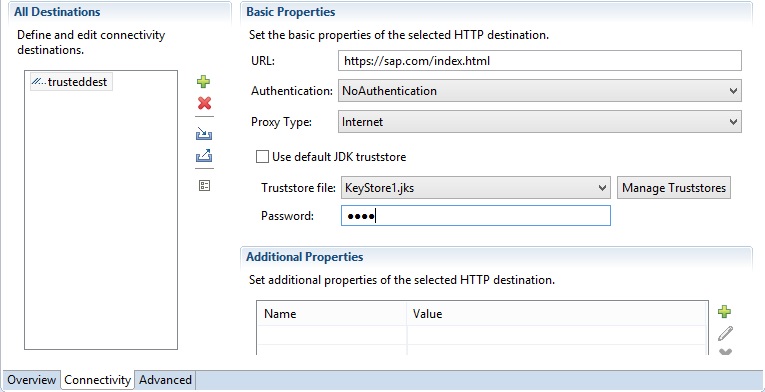 All Destinations
Define and edit connectivity
destinations.
trusteddest
Basic Properties
Set the basic properties of the selected HTTP destination.
URL: https://sap.com/index.html
Authentication: NoAuthentication
Proxy Type: Internet
Use default JDK truststore
Truststore file: KeyStore1.jks Manage Truststores
Password: ●●●●
Additional Properties
Set additional properties of the selected HTTP destination.
Name Value
Overview Connectivity Advanced